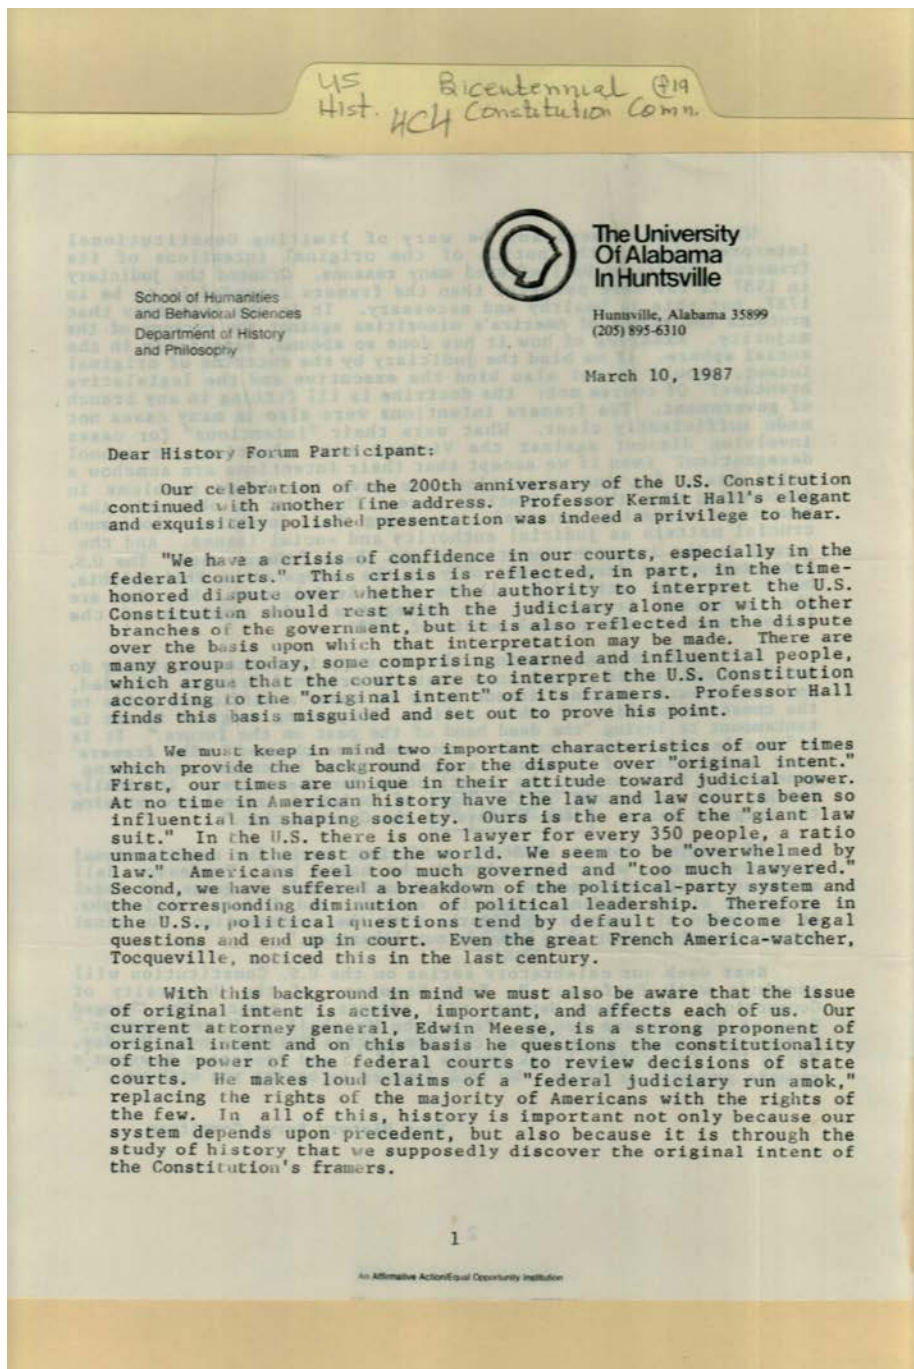 US Bicentennial F19
Hist. 4C4 Constitution Comm.
The University
Of Alabama
In Huntsville
School of Humanities
and Behavioral Sciences
Department of History
and Philosophy
Huntsville, Alabama 35899
(205) 895-6310
March 10, 1987
Dear History Forum Participant:
Our celebration of the 200th anniversary of the U.S. Constitution
continued with another fine address. Professor Kermit Hall's elegant
and exquisitely polished presentation was indeed a privilege to hear.
"We have a crisis of confidence in our courts, especially in the
federal courts." This crisis is reflected, in part, in the time-
honored dispute over whether the authority to interpret the U.S.
Constitution should rest with the judiciary alone or with other
branches of the government, but it is also reflected in the dispute
over the basis upon which that interpretation may be made. There are
many groups today, some comprising learned and influential people,
which argue that the courts are to interpret the U.S. Constitution
according to the "original intent" of its framers. Professor Hall
finds this basis misguided and set out to prove his point.
We must keep in mind two important characteristics of our times
which provide the background for the dispute over "original intent."
First, our times are unique in their attitude toward judicial power.
At no time in American history have the law and law courts been so
influential in shaping society. Ours is the era of the "giant law
suit." In the U.S. there is one lawyer for every 350 people, a ratio
unmatched in the rest of the world. We seem to be "overwhelmed by
law." Americans feel too much governed and "too much lawyered."
Second, we have suffered a breakdown of the political-party system and
the corresponding diminution of political leadership. Therefore in
the U.S., political questions tend by default to become legal
questions and end up in court. Even the great French America-watcher,
Tocqueville, noticed this in the last century.
With this background in mind we must also be aware that the issue
of original intent is active, important, and affects each of us. Our
current attorney general, Edwin Meese, is a strong proponent of
original intent and on this basis he questions the constitutionality
of the power of the federal courts to review decisions of state
courts. He makes loud claims of a "federal judiciary run amok,"
replacing the rights of the majority of Americans with the rights of
the few. In all of this, history is important not only because our
system depends upon precedent, but also because it is through the
study of history that we supposedly discover the original intent of
the Constitution's framers.
1
An Affirmative Action/Equal Opportunity Institution